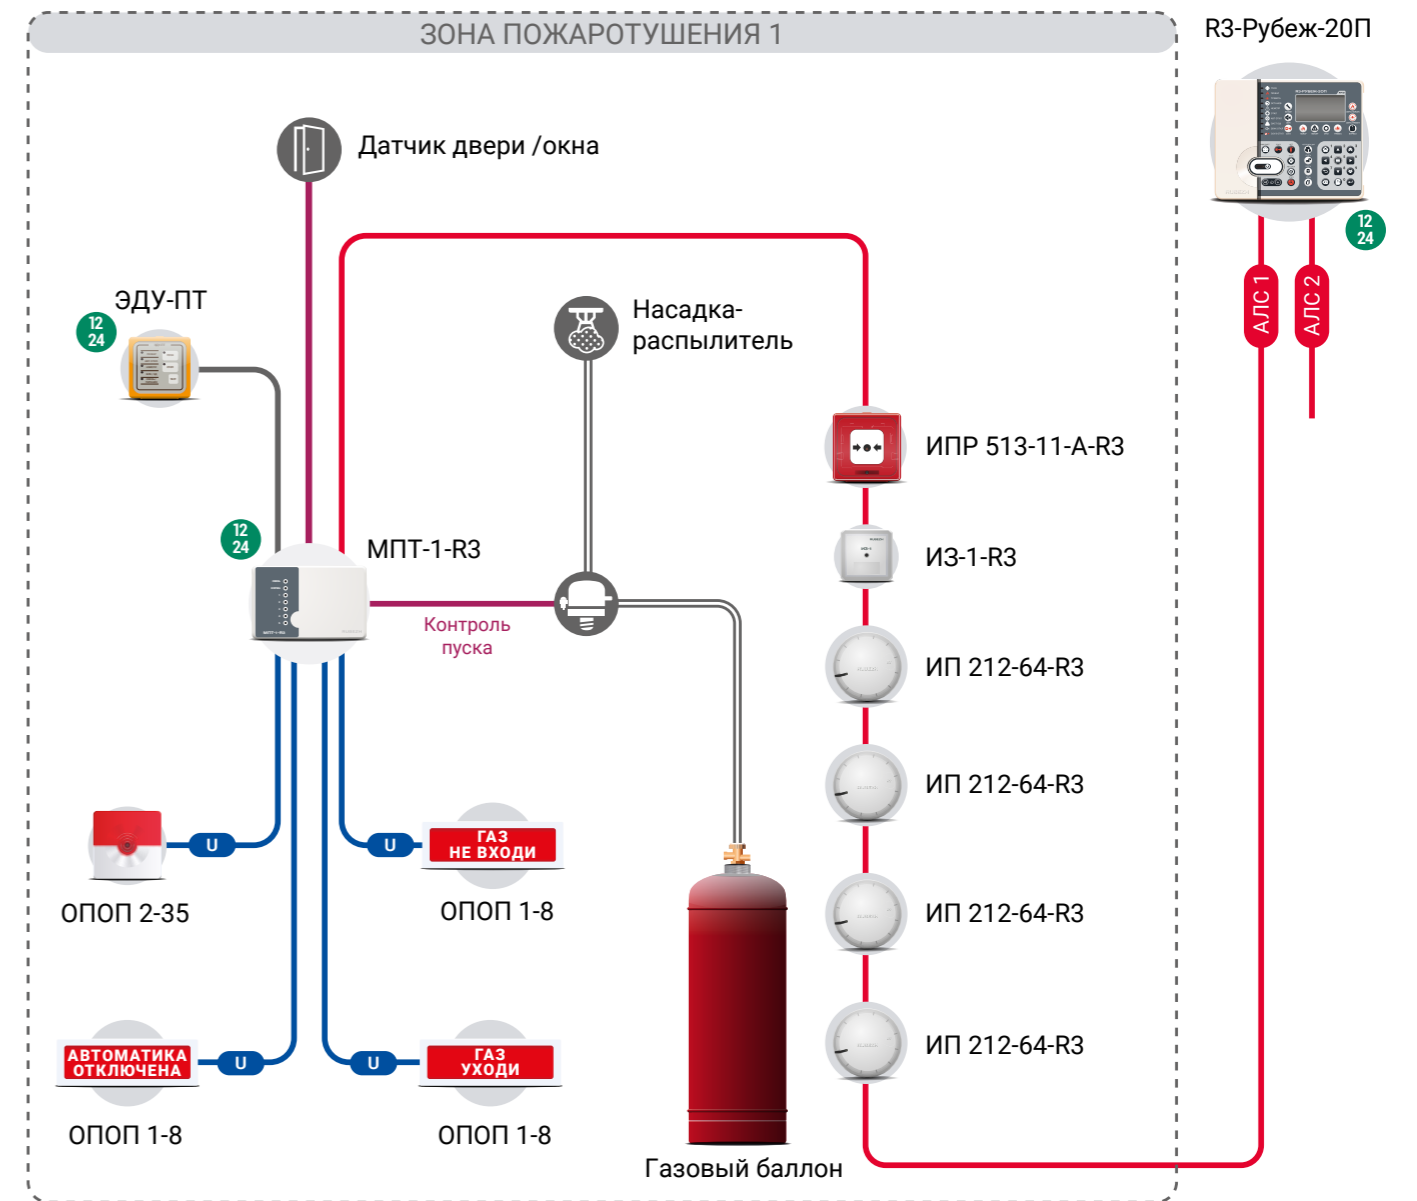 ЗОНА ПОЖАРОТУШЕНИЯ 1
R3-Рубеж-20П
12
24
АЛС 1
АЛС 2
Датчик двери /окна
ЭДУ-ПТ
12
24
Насадка-
распылитель
ИПР 513-11-А-R3
12
24
МПТ-1-R3
ИЗ-1-R3
Контроль
пуска
ИП 212-64-R3
ИП 212-64-R3
U
U
ГАЗ
НЕ ВХОДИ
ОПОП 2-35
ОПОП 1-8
ИП 212-64-R3
АВТОМАТИКА
ОТКЛЮЧЕНА
U
U
ГАЗ
УХОДИ
ИП 212-64-R3
ОПОП 1-8
ОПОП 1-8
Газовый баллон